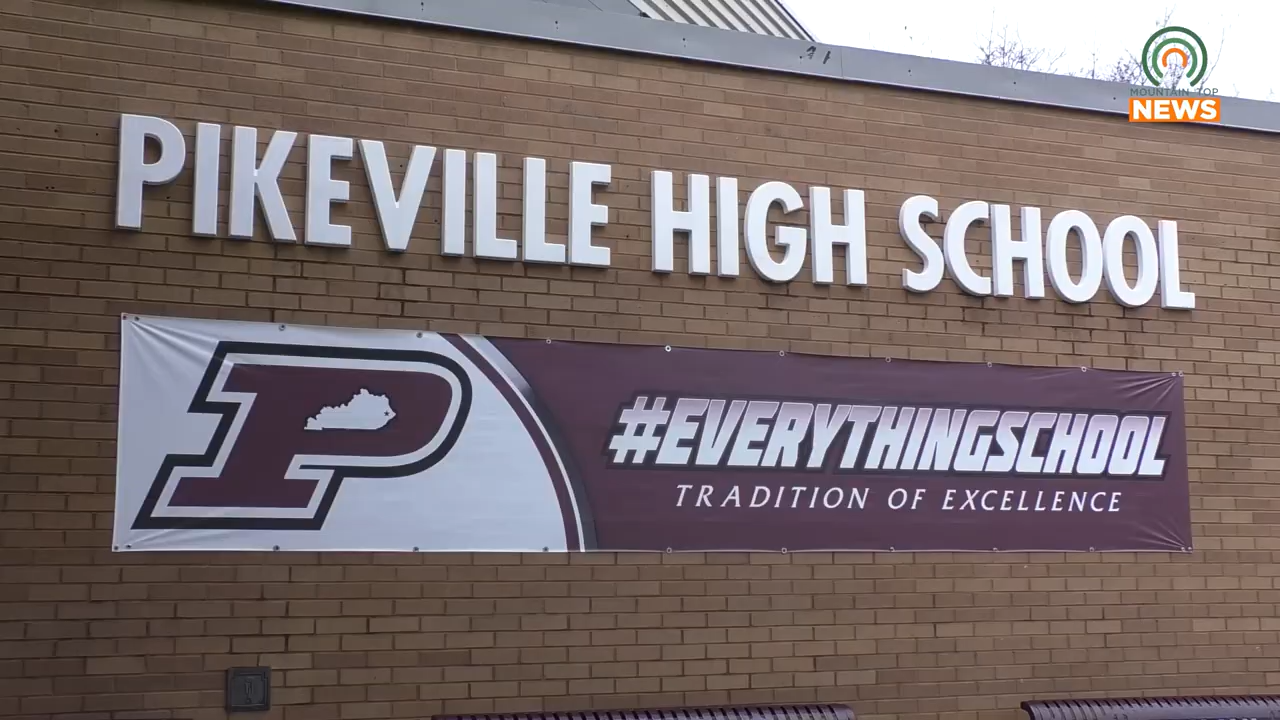 MOUNTAIN TOP
NEWS
PIKEVILLE HIGH SCHOOL
P
#EVERYTHINGSCHOOL
TRADITION OF EXCELLENCE